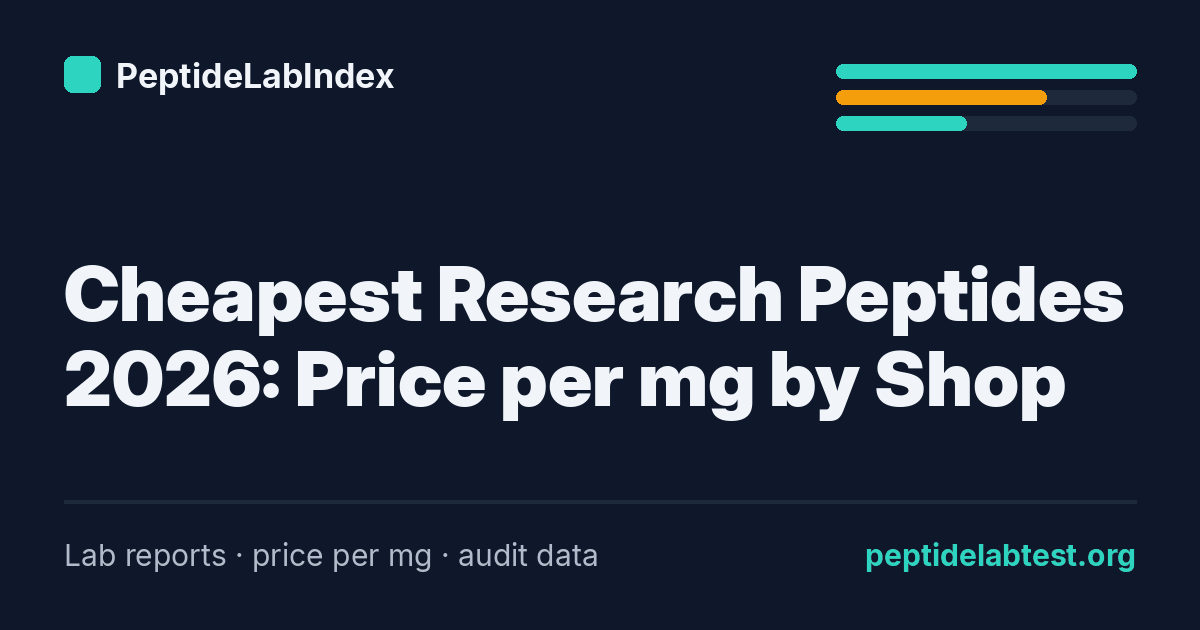 PeptideLabIndex
Cheapest Research Peptides
2026: Price per mg by Shop
Lab reports · price per mg · audit data
peptidelabtest.org